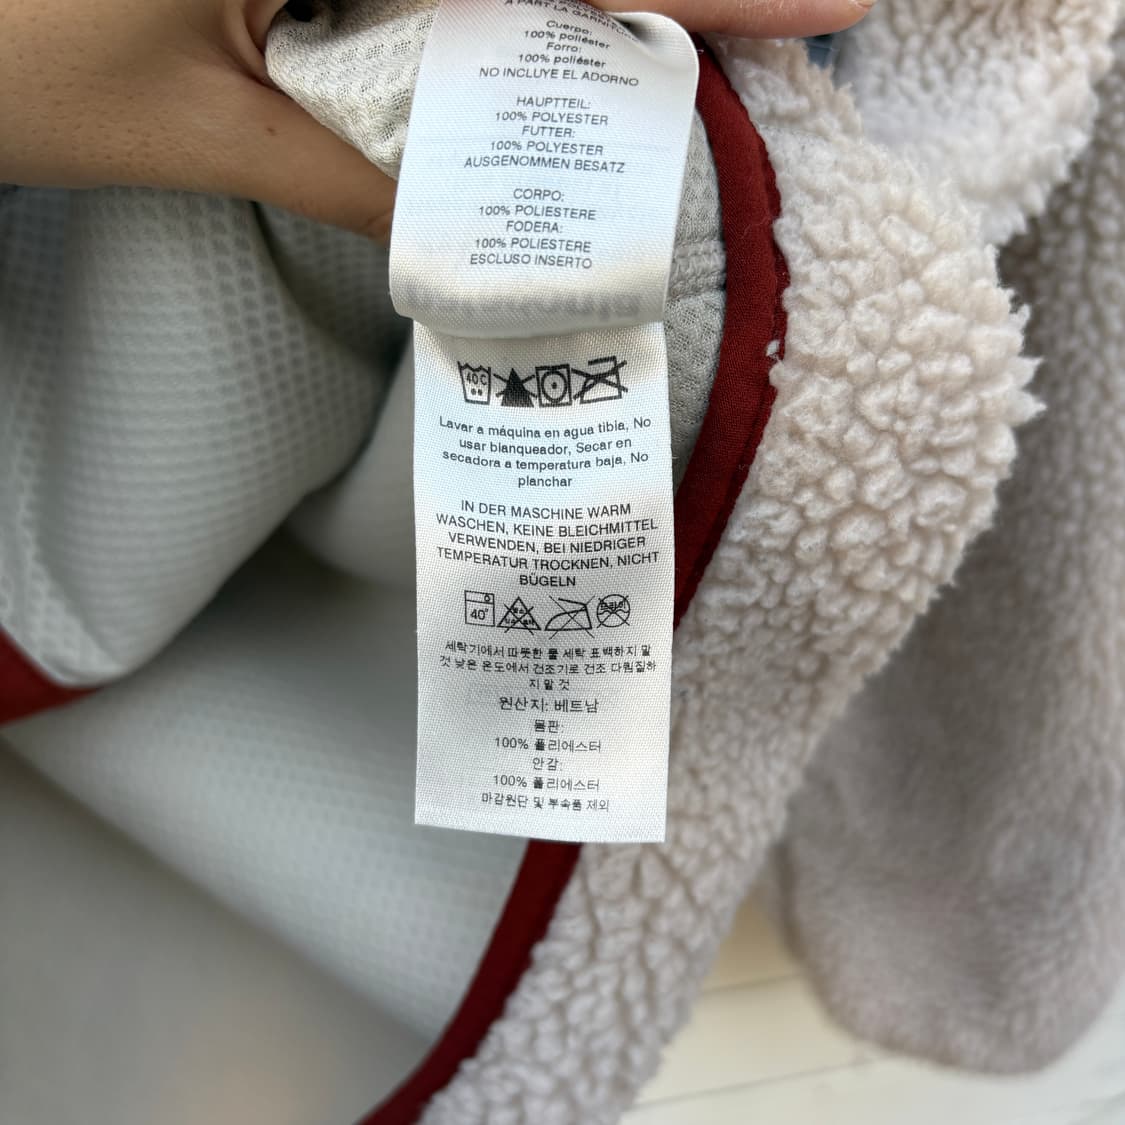 A PART LA GARNITURE
Cuerpo:
100% poliéster
Forro:
100% poliéster
NO INCLUYE EL ADORNO
HAUPTTEIL:
100% POLYESTER
FUTTER:
100% POLYESTER
AUSGENOMMEN BESATZ
CORPO:
100% POLIESTERE
FODERA:
100% POLIESTERE
ESCLUSO INSERTO
40 C
Lavar a máquina en agua tibia, No
usar blanqueador, Secar en
secadora a temperatura baja, No
planchar
IN DER MASCHINE WARM
WASCHEN, KEINE BLEICHMITTEL
VERWENDEN, BEI NIEDRIGER
TEMPERATUR TROCKNEN, NICHT
BÜGELN
40°
세탁기에서 따뜻한 물 세탁 표백하지 말
것 낮은 온도에서 건조기로 건조 다림질하
지 말 것
원산지: 베트남
몸판:
100% 폴리에스터
안감:
100% 폴리에스터
마감원단 및 부속품 제외